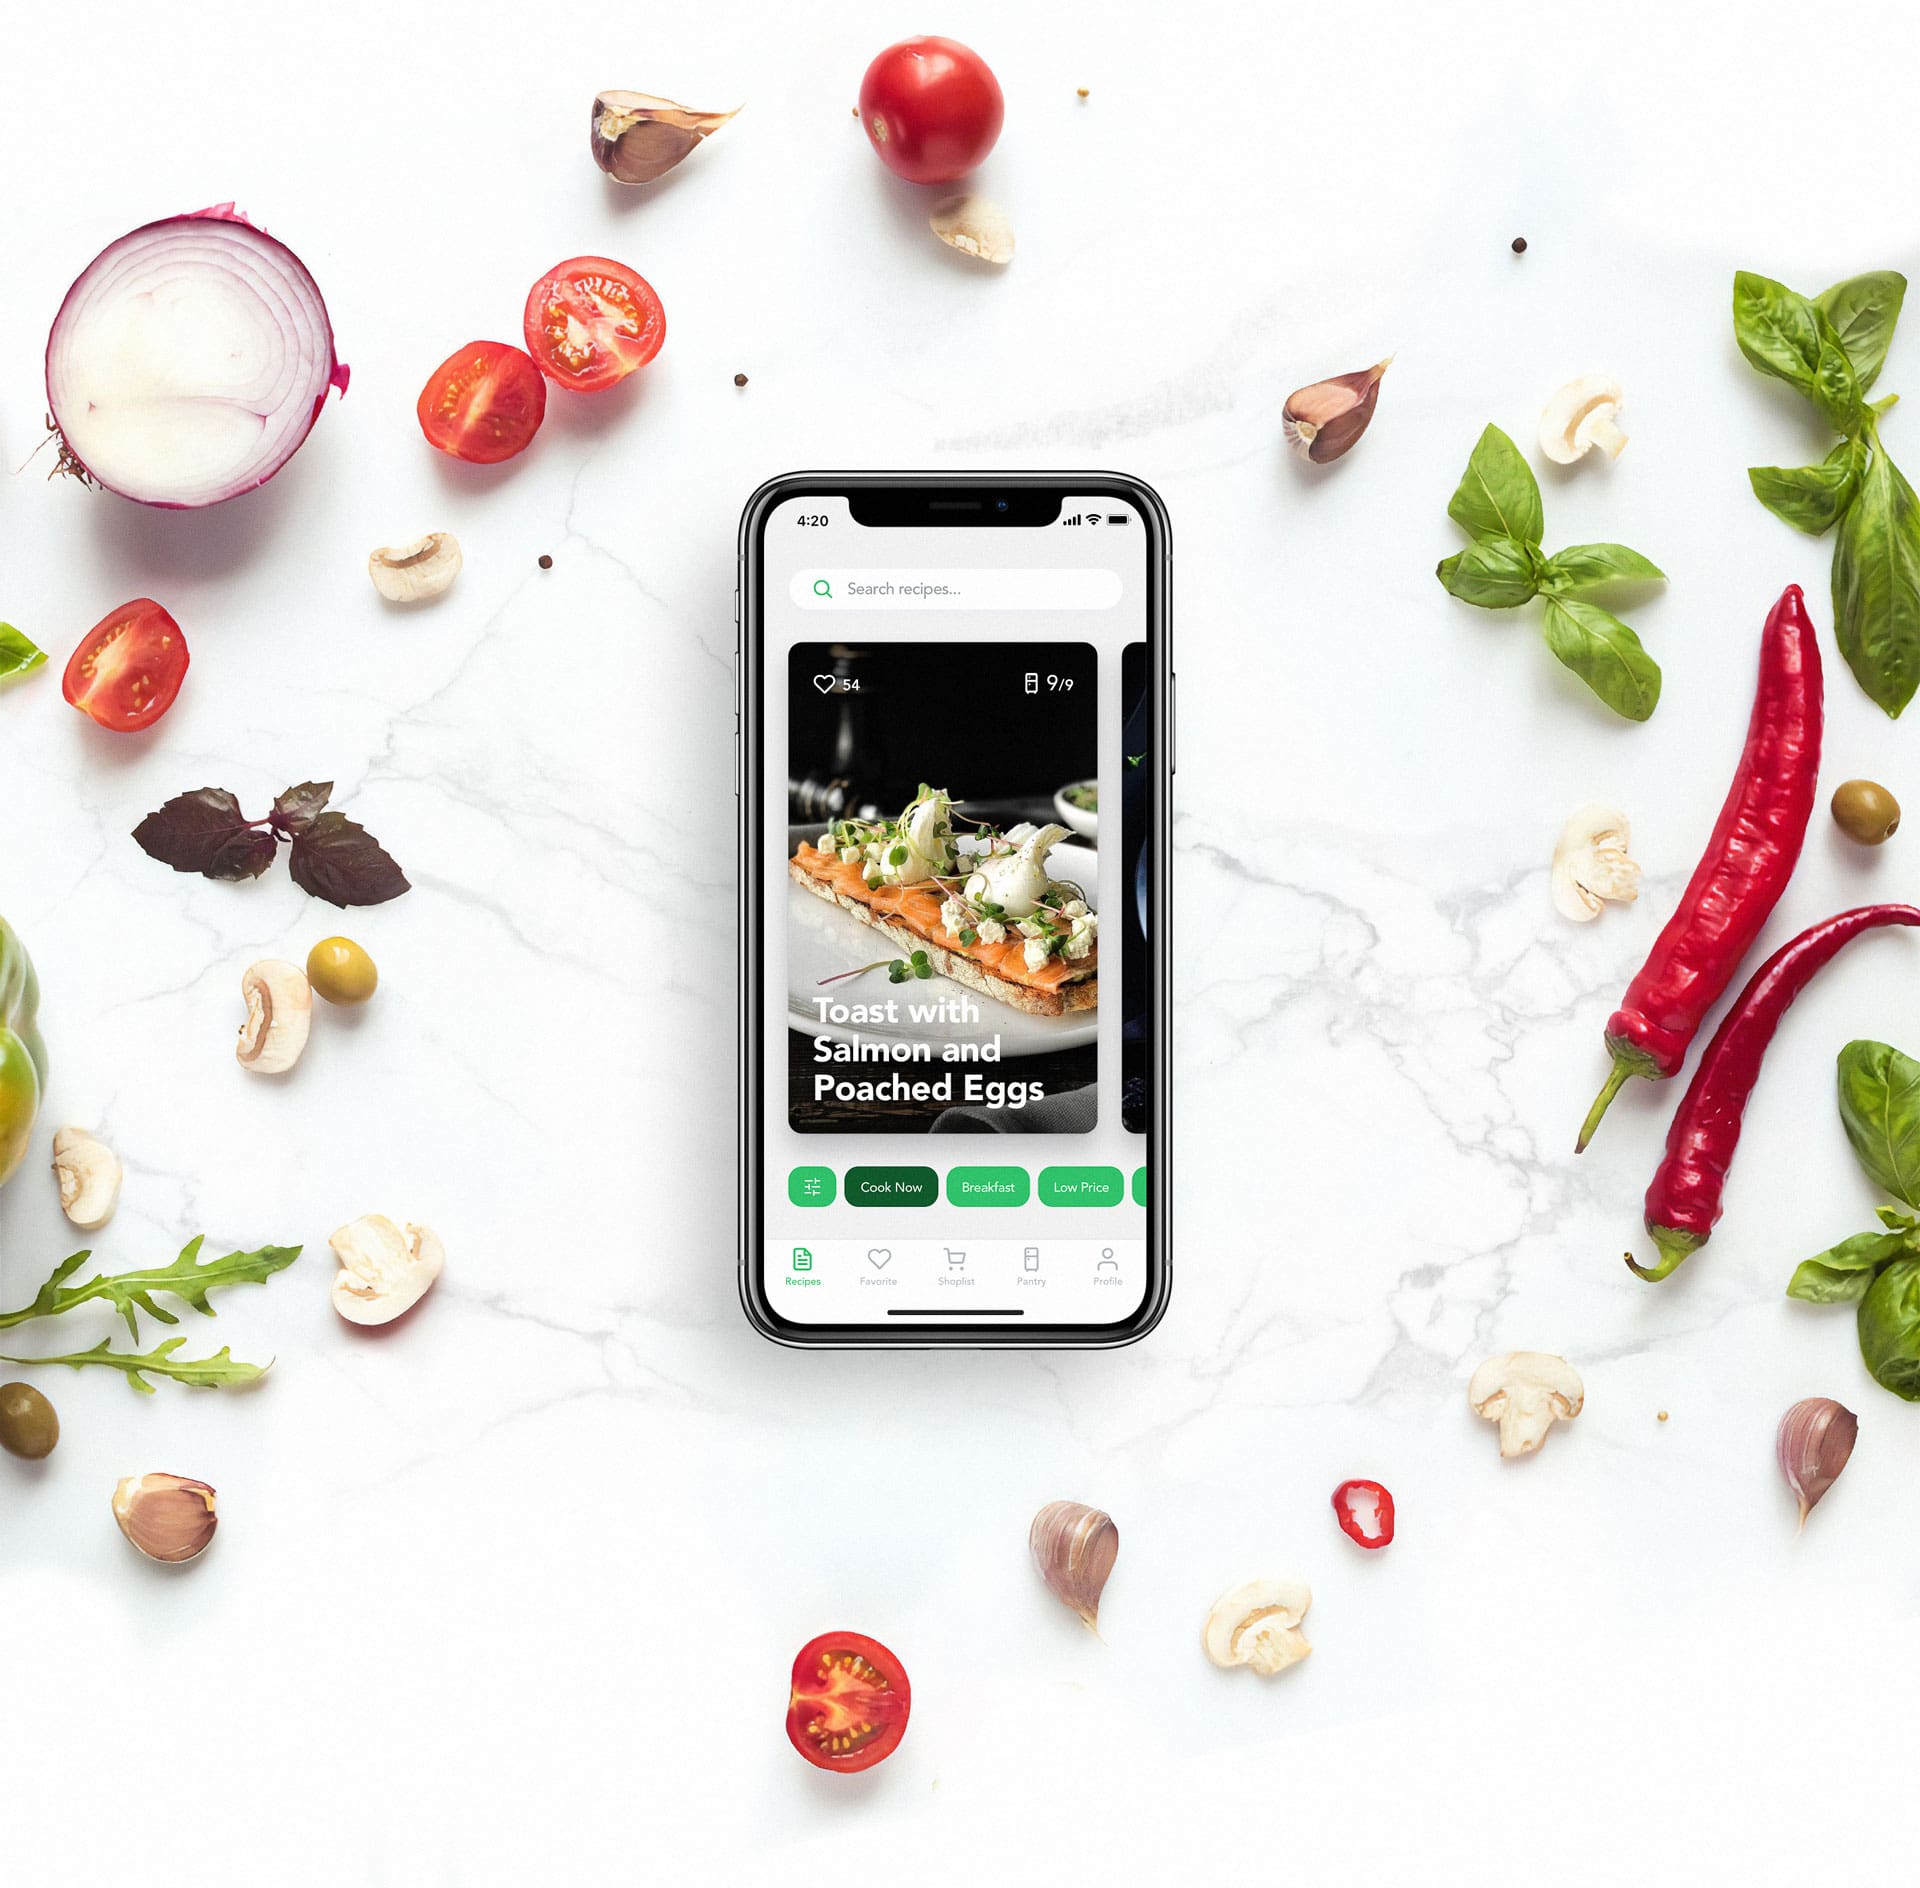 4:20
Search recipes...
54
9/9
Toast with
Salmon and
Poached Eggs
Cook Now
Breakfast
Low Price
Recipes
Favorite
Shoplist
Pantry
Profile